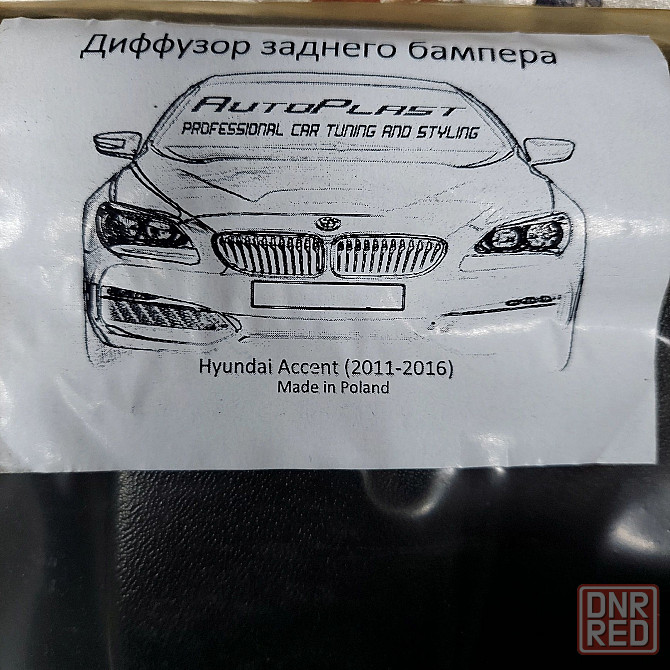 Диффузор заднего бампера
AUTOPLAST
PROFESSIONAL CAR TUNING AND STYLING
Hyundai Accent (2011-2016)
Made in Poland
DNR
RED